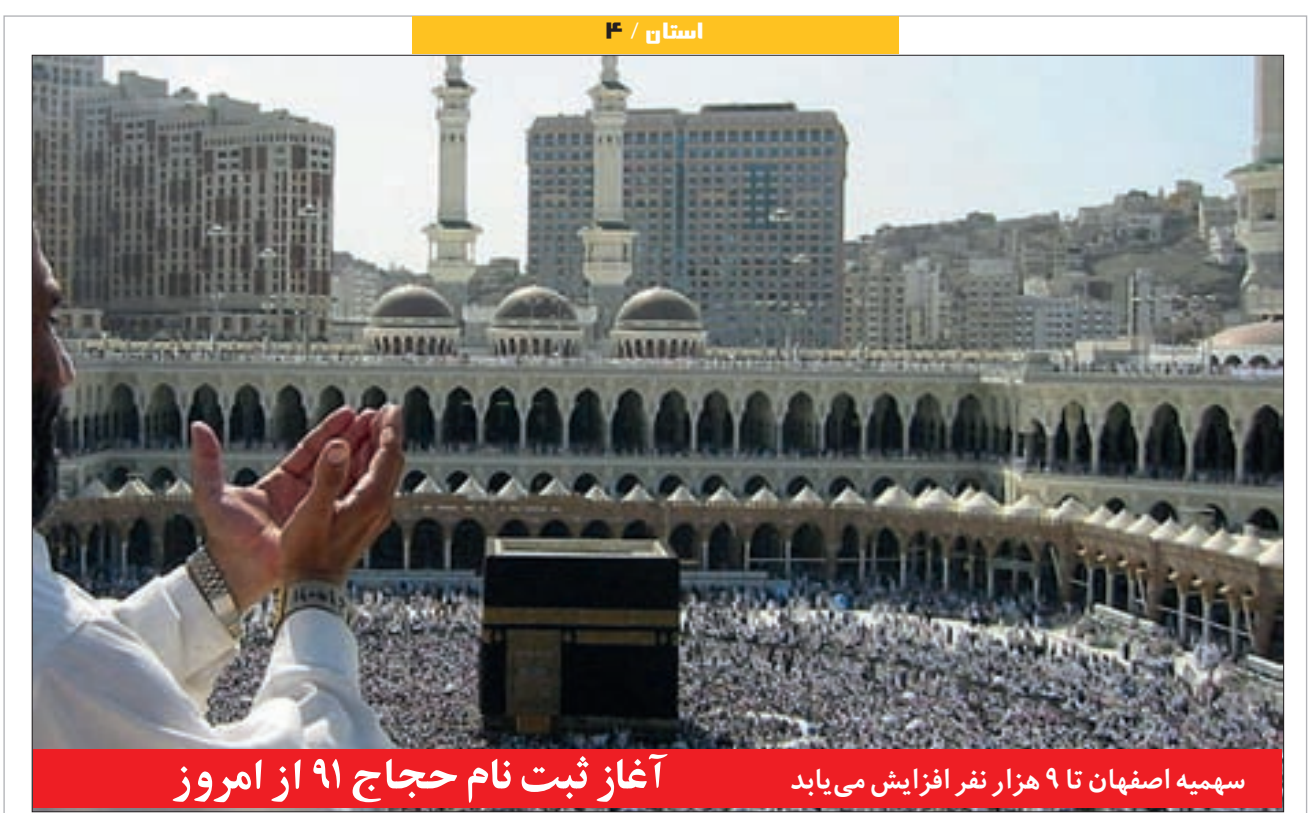 استان / ۴
سهمیه اصفهان تا ۹ هزار نفر افزایش می‌یابد
آغاز ثبت نام حجاج ۹۱ از امروز